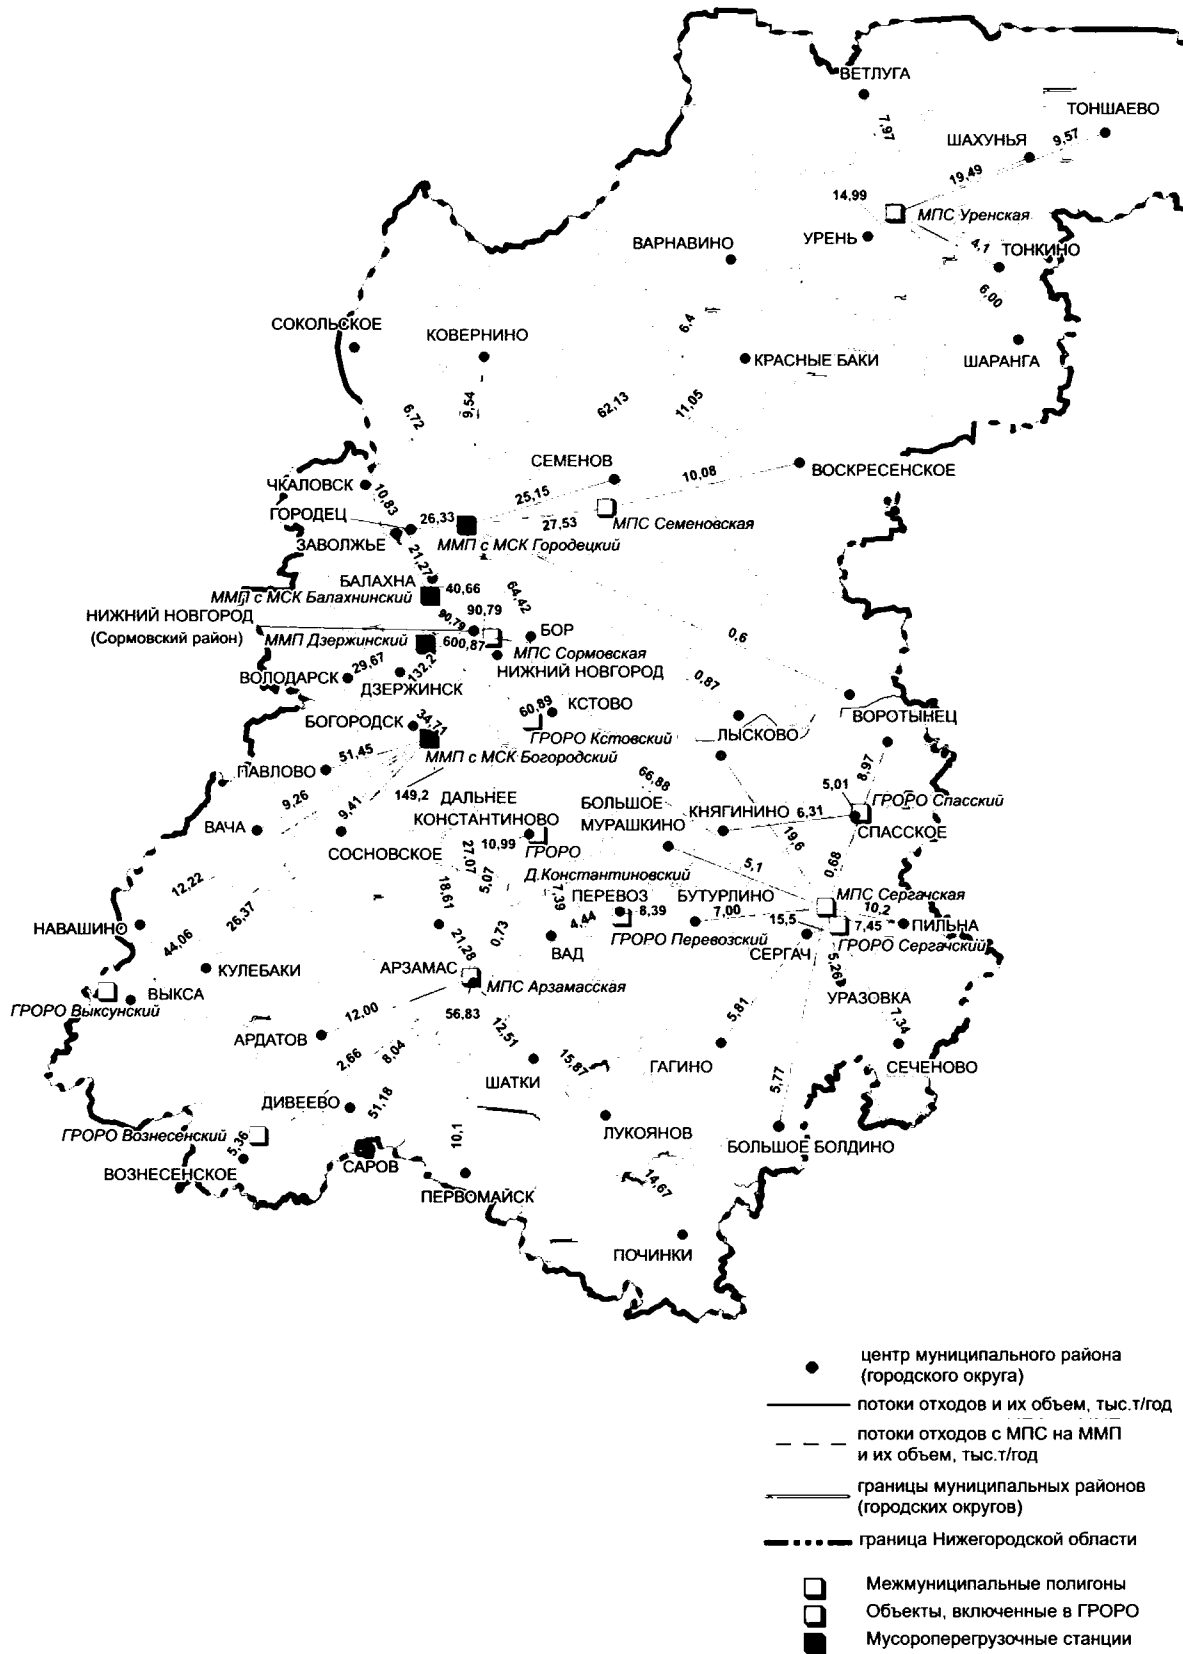 ВЕТЛУГА
ТОНШАЕВО
7,97
ШАХУНЬЯ
9,57
19,49
14,99
МПС Уренская
УРЕНЬ
ВАРНАВИНО
4,1
ТОНКИНО
6,00
СОКОЛЬСКОЕ
КОВЕРНИНО
6,4
КРАСНЫЕ БАКИ
ШАРАНГА
6,72
9,54
62,13
11,05
СЕМЕНОВ
ВОСКРЕСЕНСКОЕ
10,08
ЧКАЛОВСК
10,83
25,15
ГОРОДЕЦ
26,33
27,53
МПС Семеновская
ЗАВОЛЖЬЕ
ММП с МСК Городецкий
21,27
БАЛАХНА
40,66
64,42
ММП с МСК Балахнинский
НИЖНИЙ НОВГОРОД
(Сормовский район)
90,79
90,79
БОР
0,6
ММП Дзержинский
600,87
МПС Сормовская
НИЖНИЙ НОВГОРОД
29,67
132,2
ВОЛОДАРСК
ДЗЕРЖИНСК
0,87
60,89
КСТОВО
БОГОРОДСК
34,71
ГРОРО Кстовский
ЛЫСКОВО
ВОРОТЫНЕЦ
ММП с МСК Богородский
51,45
ПАВЛОВО
8,97
66,88
9,26
9,41
149,2
ДАЛЬНЕЕ
КОНСТАНТИНОВО
БОЛЬШОЕ
МУРАШКИНО
КНЯГИНИНО
5,01
ГРОРО Спасский
6,31
СПАССКОЕ
ВАЧА
СОСНОВСКОЕ
10,99
ГРОРО
Д.Константиновский
19,6
27,07
5,07
5,1
0,68
12,22
26,37
18,61
7,39
ПЕРЕВОЗ
БУТУРЛИНО
МПС Сергачская
10,2
НАВАШИНО
44,06
0,73
4,44
8,39
7,00
15,5
7,45
ПИЛЬНА
ГРОРО Перевозский
ГРОРО Сергачский
21,28
ВАД
СЕРГАЧ
КУЛЕБАКИ
АРЗАМАС
МПС Арзамасская
5,26
УРАЗОВКА
ВЫКСА
ГРОРО Выксунский
56,83
12,00
12,51
5,81
7,34
АРДАТОВ
2,66
8,04
15,87
ГАГИНО
СЕЧЕНОВО
ШАТКИ
5,77
ДИВЕЕВО
51,18
ЛУКОЯНОВ
ГРОРО Вознесенский
5,36
10,1
БОЛЬШОЕ БОЛДИНО
ВОЗНЕСЕНСКОЕ
САРОВ
14,67
ПЕРВОМАЙСК
ПОЧИНКИ
центр муниципального района
(городского округа)
потоки отходов и их объем, тыс.т/год
потоки отходов с МПС на ММП
и их объем, тыс.т/год
границы муниципальных районов
(городских округов)
граница Нижегородской области
Межмуниципальные полигоны
Объекты, включенные в ГРОРО
Мусороперегрузочные станции